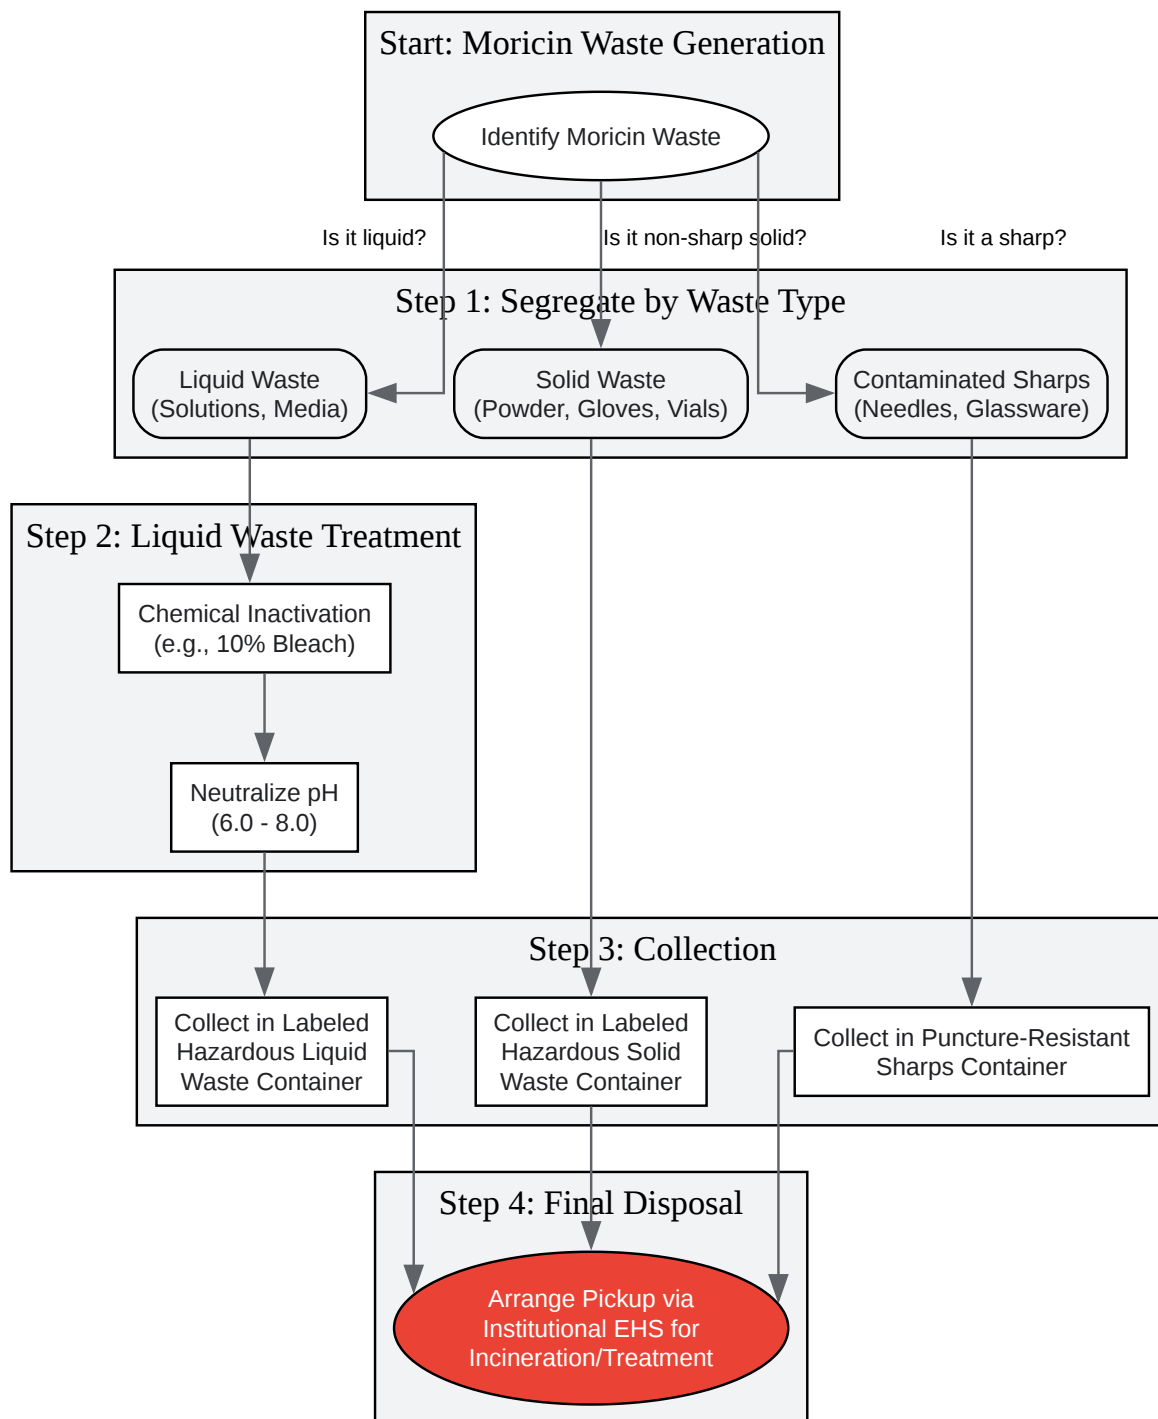 Start: Moricin Waste Generation
Identify Moricin Waste
Is it liquid?
Is it non-sharp solid?
Is it a sharp?
Step 1: Segregate by Waste Type
Liquid Waste
(Solutions, Media)
Solid Waste
(Powder, Gloves, Vials)
Contaminated Sharps
(Needles, Glassware)
Step 2: Liquid Waste Treatment
Chemical Inactivation
(e.g., 10% Bleach)
Neutralize pH
(6.0 - 8.0)
Step 3: Collection
Collect in Labeled
Hazardous Liquid
Waste Container
Collect in Labeled
Hazardous Solid
Waste Container
Collect in Puncture-Resistant
Sharps Container
Step 4: Final Disposal
Arrange Pickup via
Institutional EHS for
Incineration/Treatment